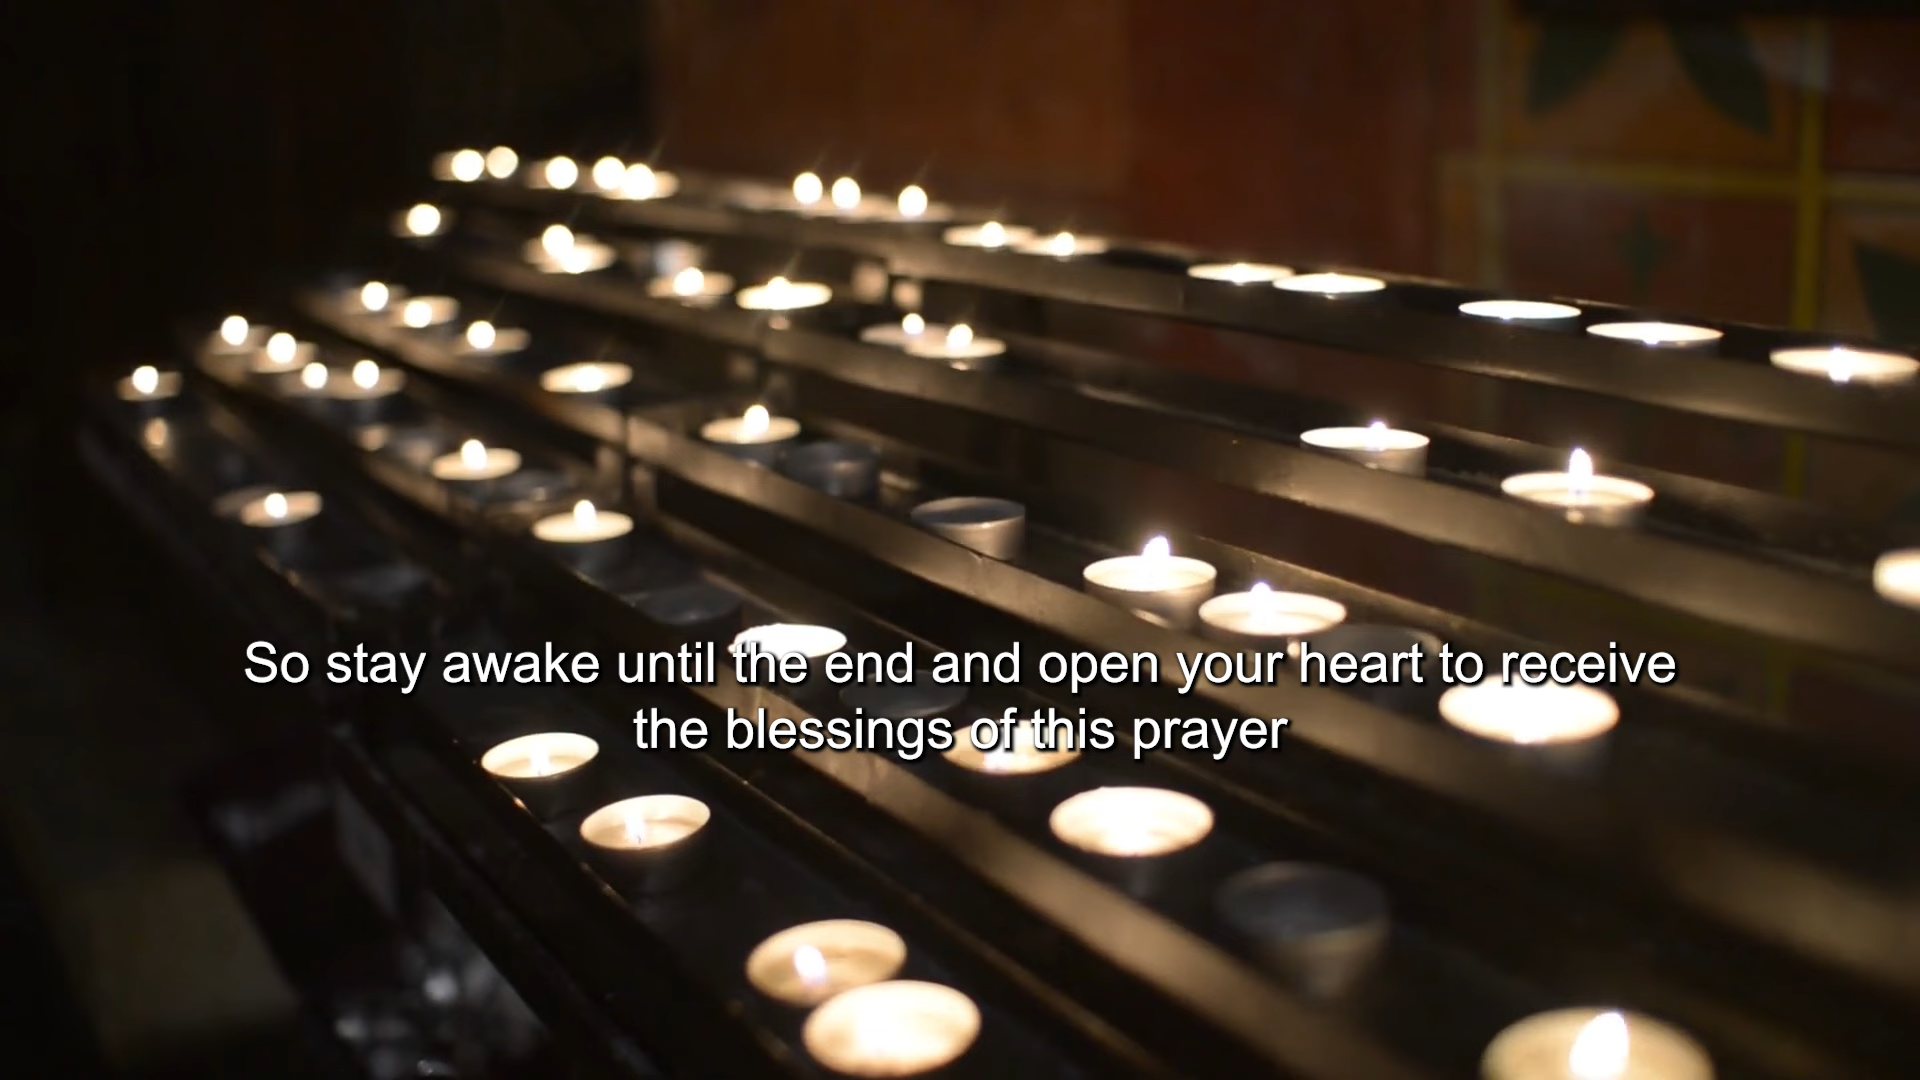 So stay awake until the end and open your heart to receive
the blessings of this prayer